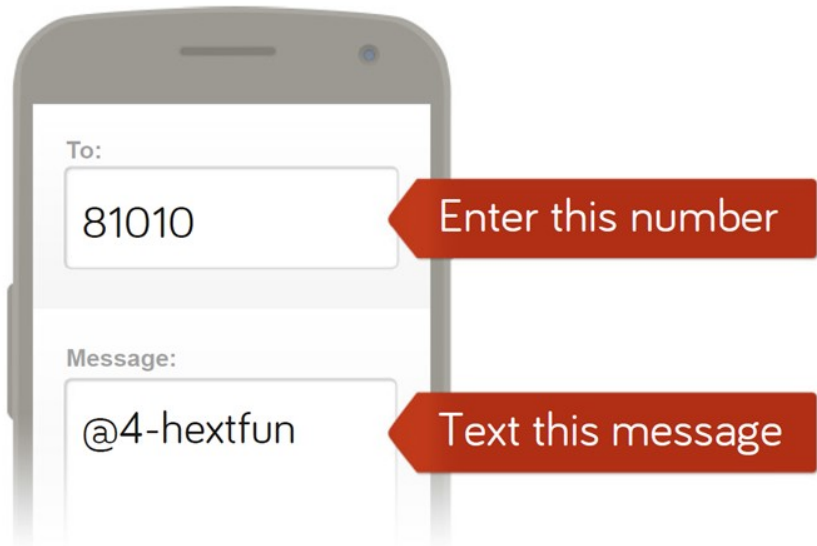 To:
81010
Enter this number
Message:
@4-hextfun
Text this message